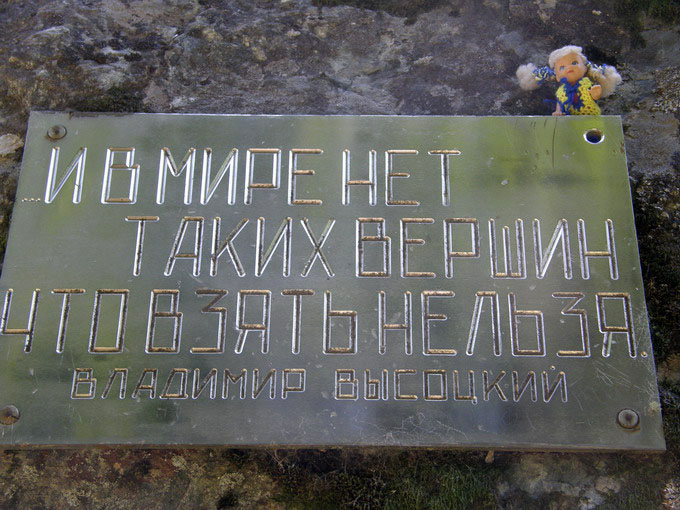 ...И В МИРЕ НЕТ
ТАКИХ ВЕРШИН
ЧТО ВЗЯТЬ НЕЛЬЗЯ.
ВЛАДИМИР ВЫСОЦКИЙ